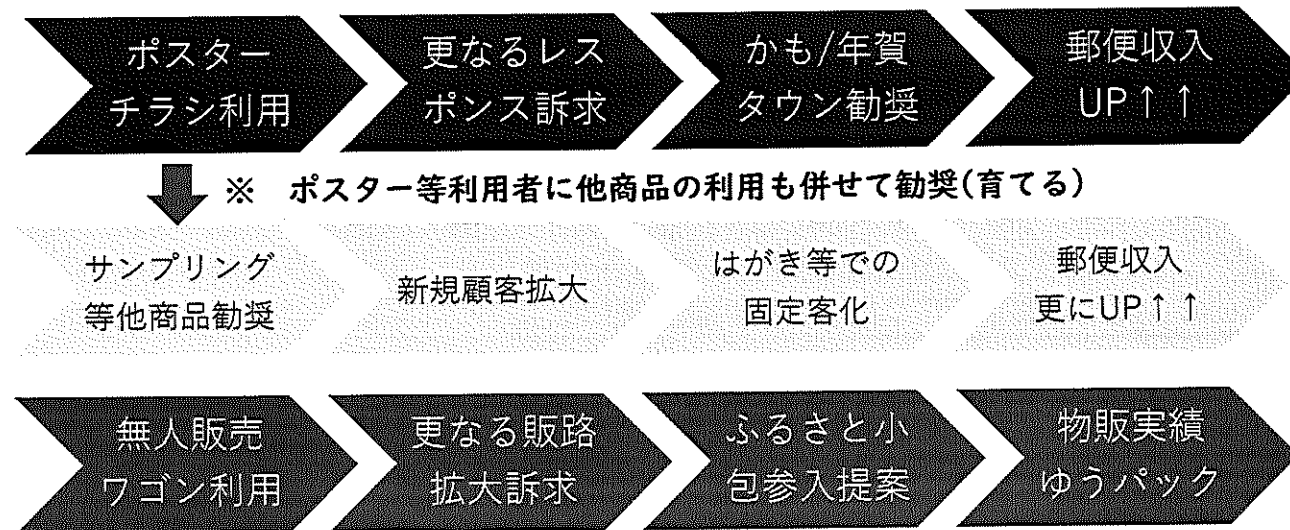 ポスター
チラシ利用
更なるレス
ポンス訴求
かも/年賀
タウン勧奨
郵便収入
UP↑↑
※ ポスター等利用者に他商品の利用も併せて勧奨(育てる)
サンプリング
等他商品勧奨
新規顧客拡大
はがき等での
固定客化
郵便収入
更にUP↑↑
無人販売
ワゴン利用
更なる販路
拡大訴求
ふるさと小
包参入提案
物販実績
ゆうパック